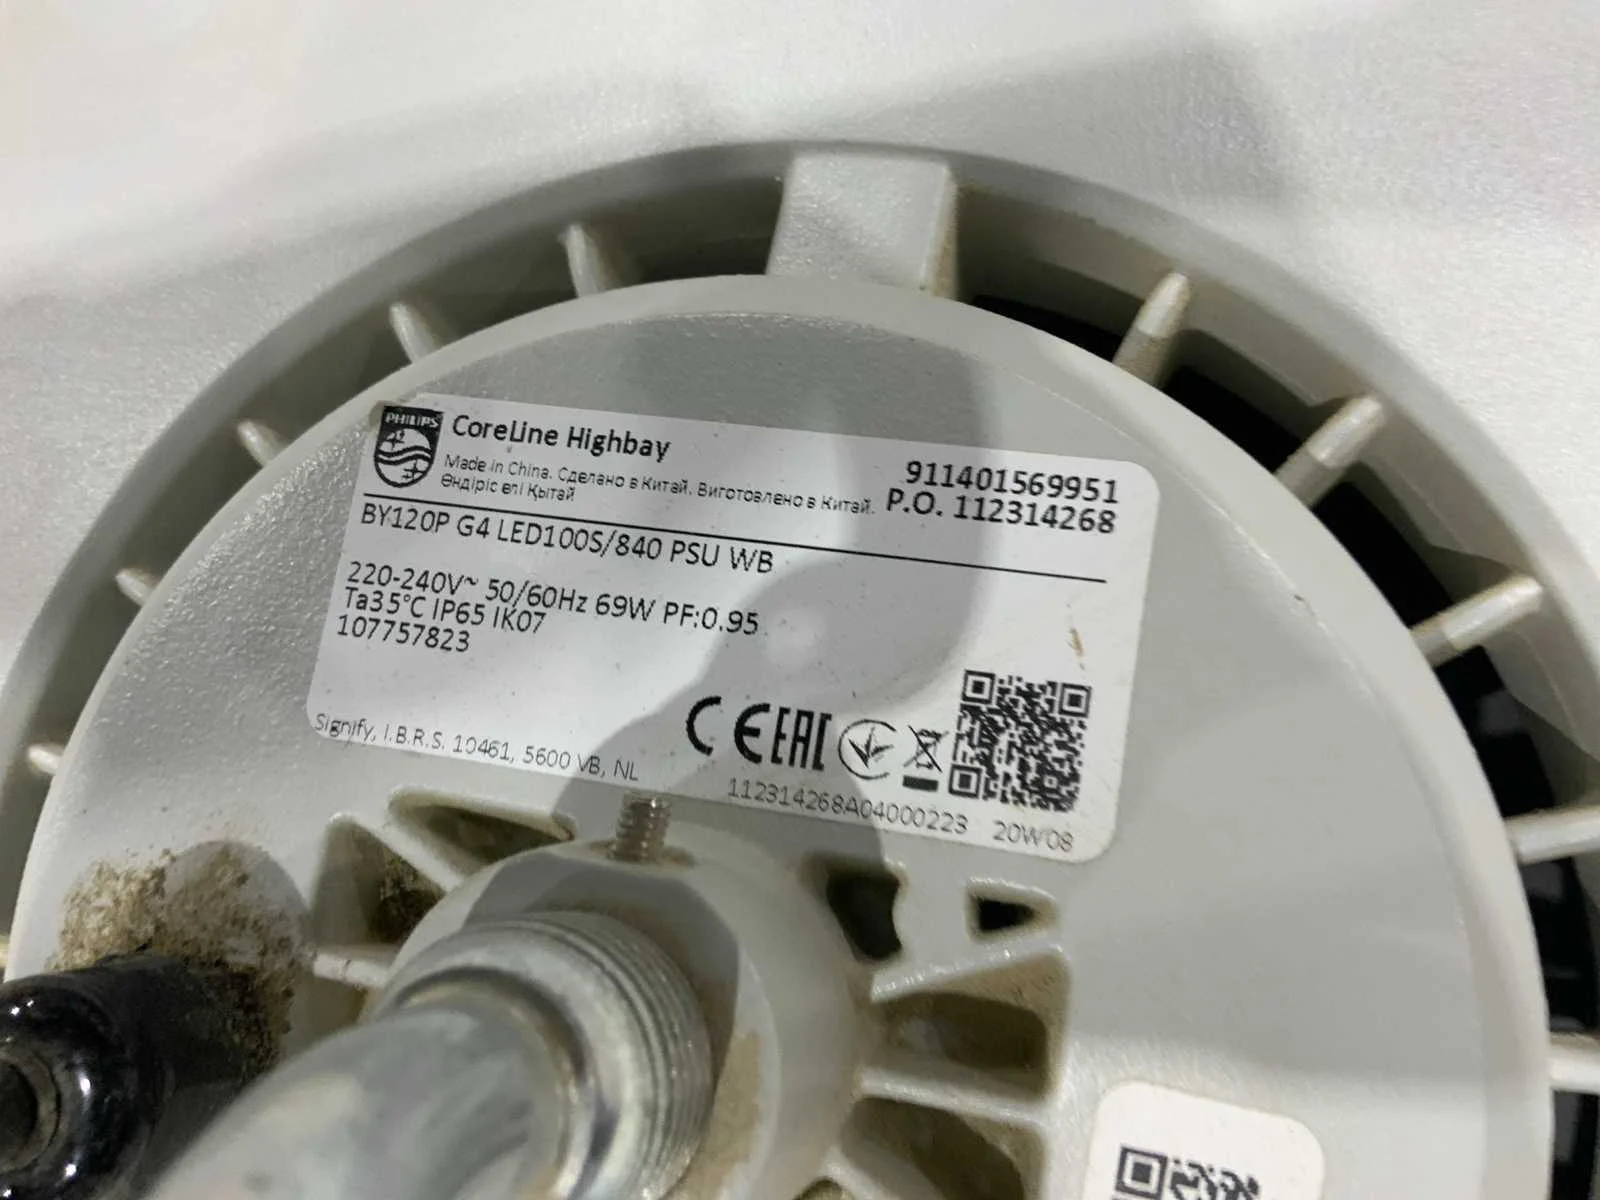 PHILIPS
CoreLine Highbay
Made in China. Сделано в Китай. Виготовлено в Китай.
Өндіріс елі Қытай
911401569951
P.O. 112314268
BY120P G4 LED100S/840 PSU WB
220-240V~ 50/60Hz 69W PF:0.95
Ta35°C IP65 IK07
107757823
CE EAC
Signify, I.B.R.S. 10461, 5600 VB, NL
112314268A04000223 20W08